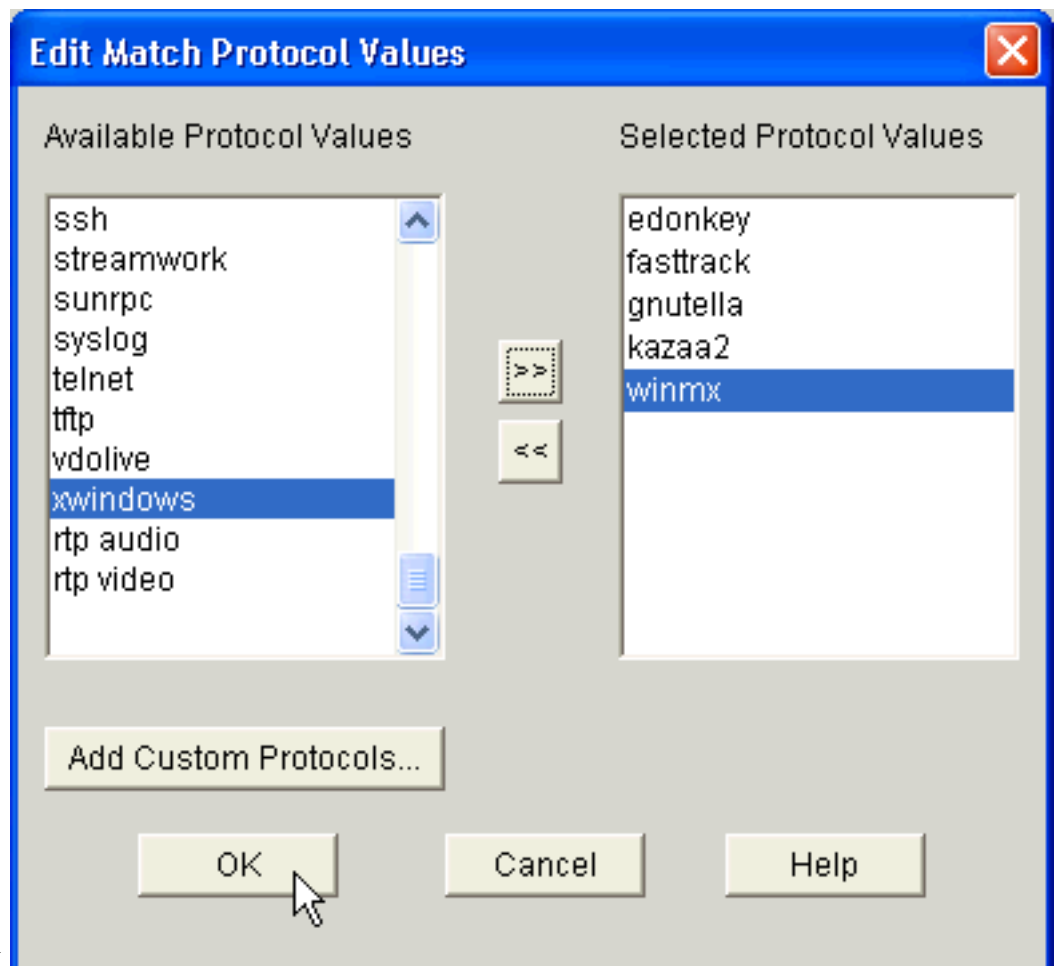 Edit Match Protocol Values
Available Protocol Values
ssh
streamwork
sunrpc
syslog
telnet
tftp
vdolive
xwindows
rtp audio
rtp video
>>
<<
Selected Protocol Values
edonkey
fasttrack
gnutella
kazaa2
winmx
Add Custom Protocols...
OK
Cancel
Help